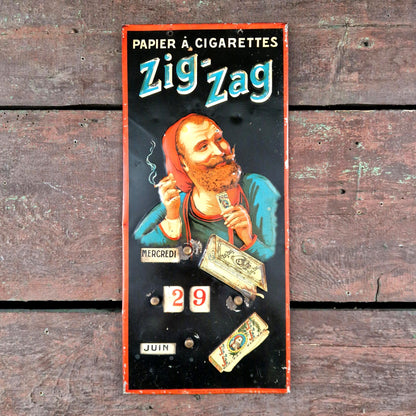 PAPIER À CIGARETTES
Zig-
Zag
MERCREDI
29
JUIN